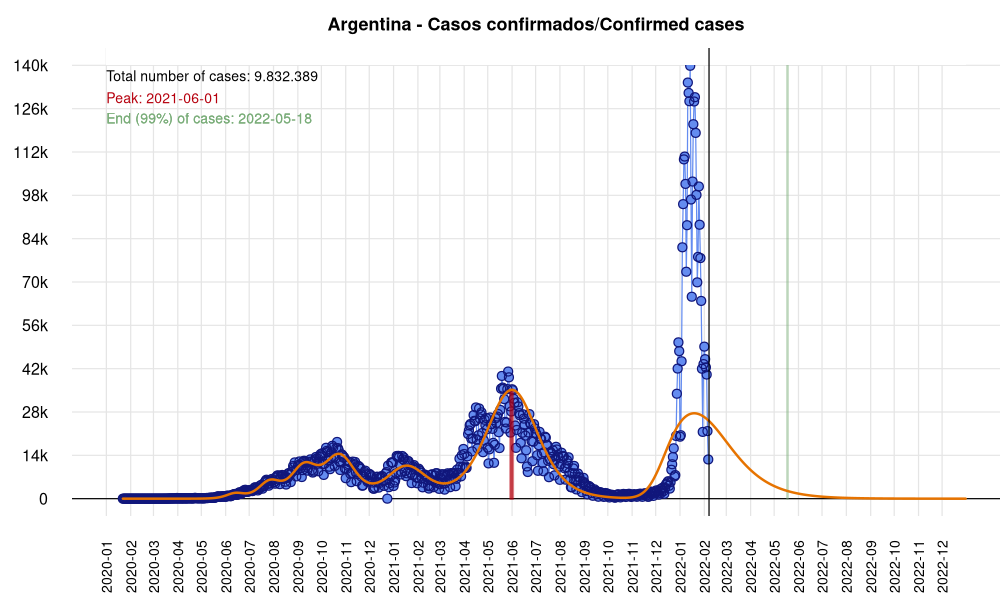 Argentina - Casos confirmados/Confirmed cases
Total number of cases: 9.832.389
Peak: 2021-06-01
End (99%) of cases: 2022-05-18
140k
126k
112k
98k
84k
70k
56k
42k
28k
14k
0
2020-01
2020-02
2020-03
2020-04
2020-05
2020-06
2020-07
2020-08
2020-09
2020-10
2020-11
2020-12
2021-01
2021-02
2021-03
2021-04
2021-05
2021-06
2021-07
2021-08
2021-09
2021-10
2021-11
2021-12
2022-01
2022-02
2022-03
2022-04
2022-05
2022-06
2022-07
2022-08
2022-09
2022-10
2022-11
2022-12